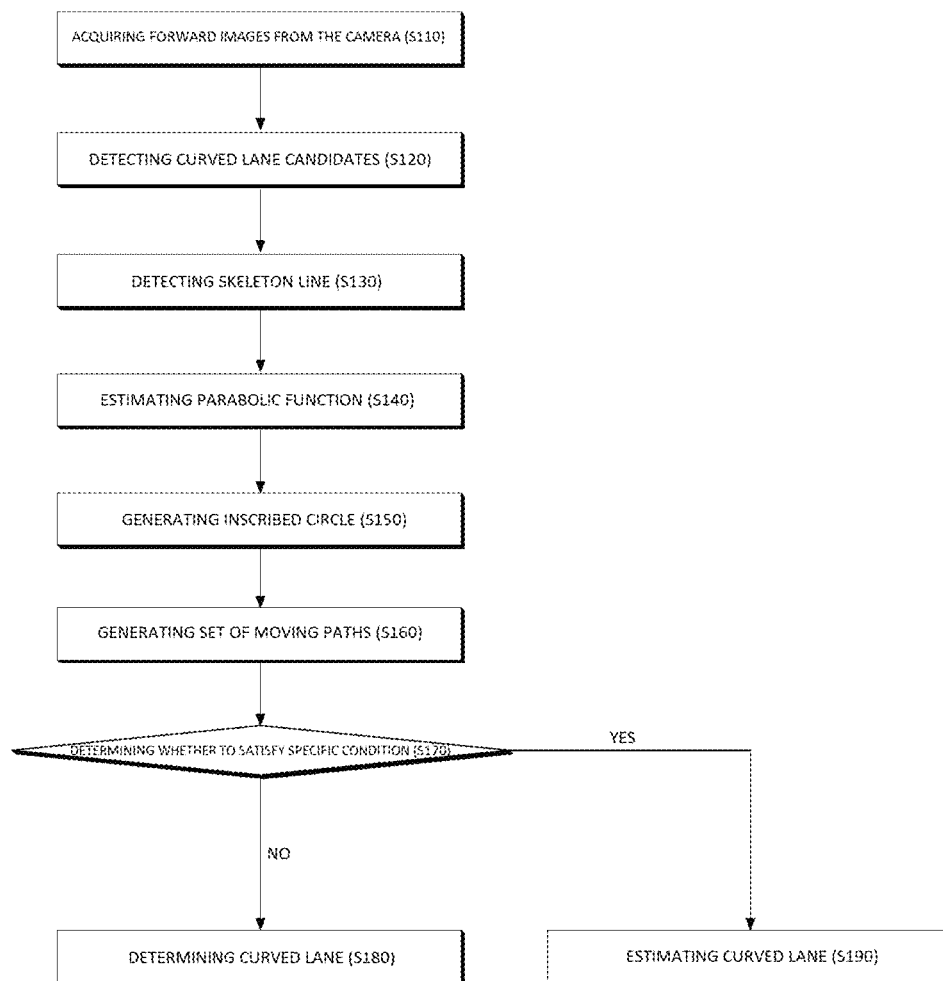 ACQUIRING FORWARD IMAGES FROM THE CAMERA (S110)
DETECTING CURVED LANE CANDIDATES (S120)
DETECTING SKELETON LINE (S130)
ESTIMATING PARABOLIC FUNCTION (S140)
GENERATING INSCRIBED CIRCLE (S150)
GENERATING SET OF MOVING PATHS (S160)
DETERMINING WHETHER TO SATISFY SPECIFIC CONDITION (S170)
YES
NO
DETERMINING CURVED LANE (S180)
ESTIMATING CURVED LANE (S190)